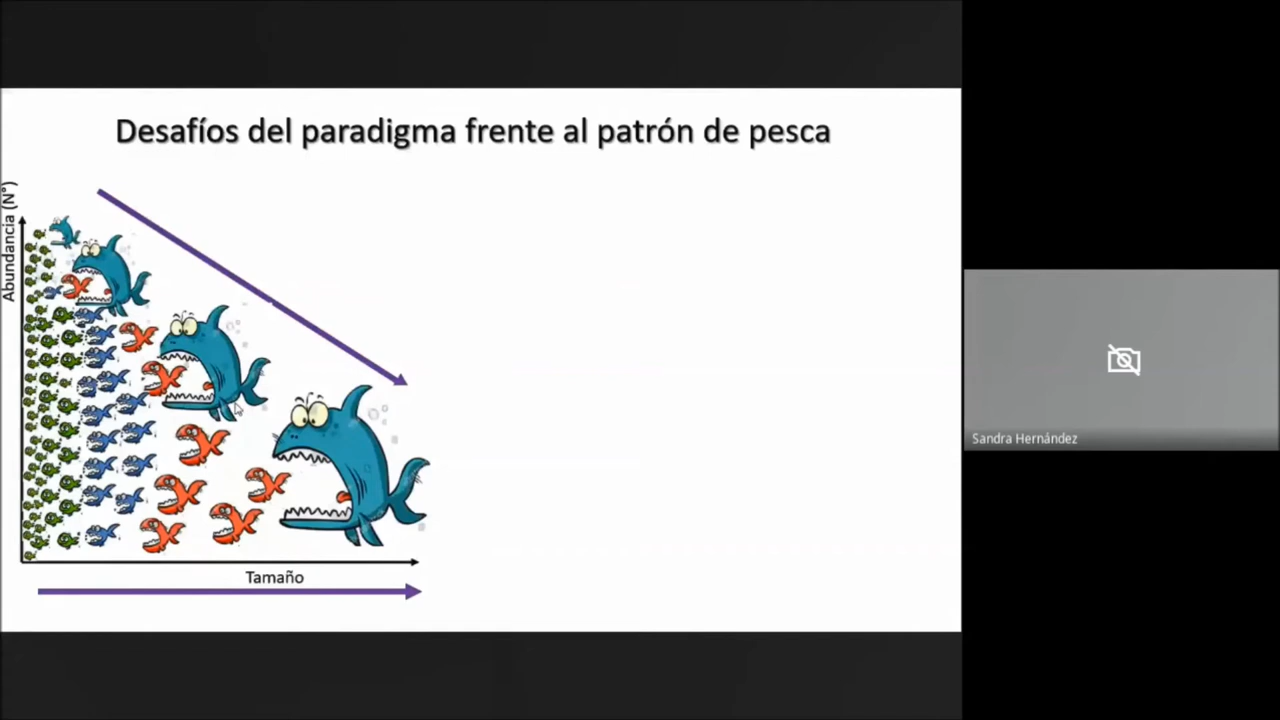 Desafíos del paradigma frente al patrón de pesca
Abundancia (N°)
Tamaño
Sandra Hernández